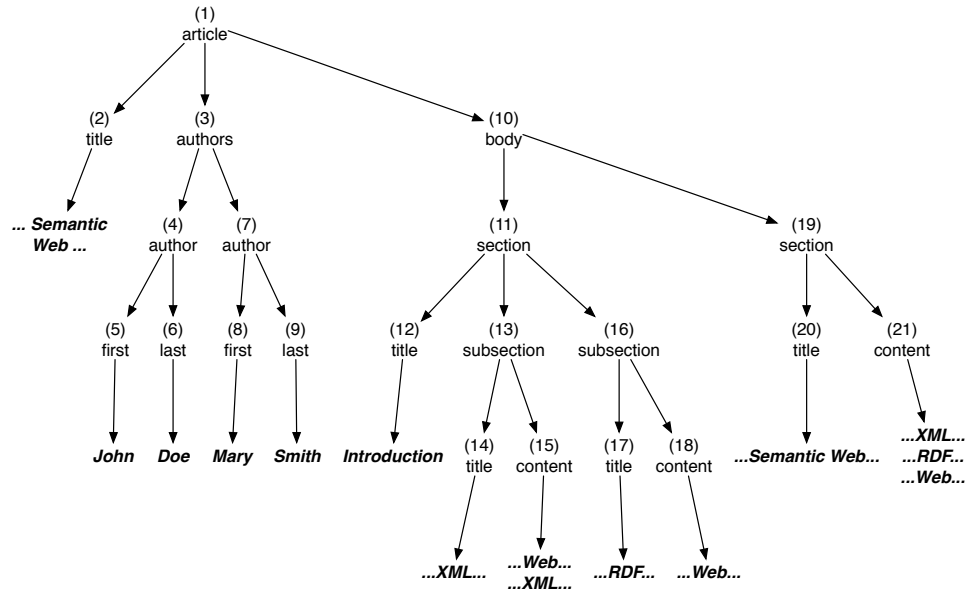 (1)
article
(2)
title
(3)
authors
(10)
body
... Semantic
Web ...
(4)
author
(7)
author
(11)
section
(19)
section
(5)
first
(6)
last
(8)
first
(9)
last
(12)
title
(13)
subsection
(16)
subsection
(20)
title
(21)
content
John
Doe
Mary
Smith
Introduction
(14)
title
(15)
content
(17)
title
(18)
content
...Semantic Web...
...XML...
...RDF...
...Web...
...XML...
...Web...
...XML...
...RDF...
...Web...